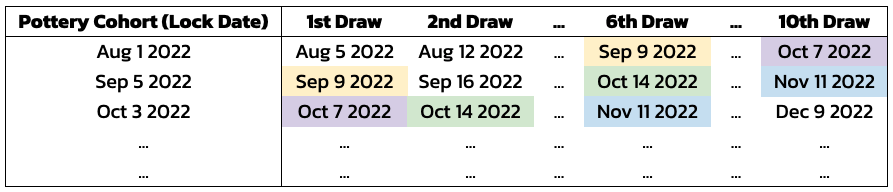 Pottery Cohort (Lock Date) 1st Draw 2nd Draw ... 6th Draw ... 10th Draw
Aug 1 2022 Aug 5 2022 Aug 12 2022 ... Sep 9 2022 ... Oct 7 2022
Sep 5 2022 Sep 9 2022 Sep 16 2022 ... Oct 14 2022 ... Nov 11 2022
Oct 3 2022 Oct 7 2022 Oct 14 2022 ... Nov 11 2022 ... Dec 9 2022
... ... ... ... ... ... ...
... ... ... ... ... ... ...